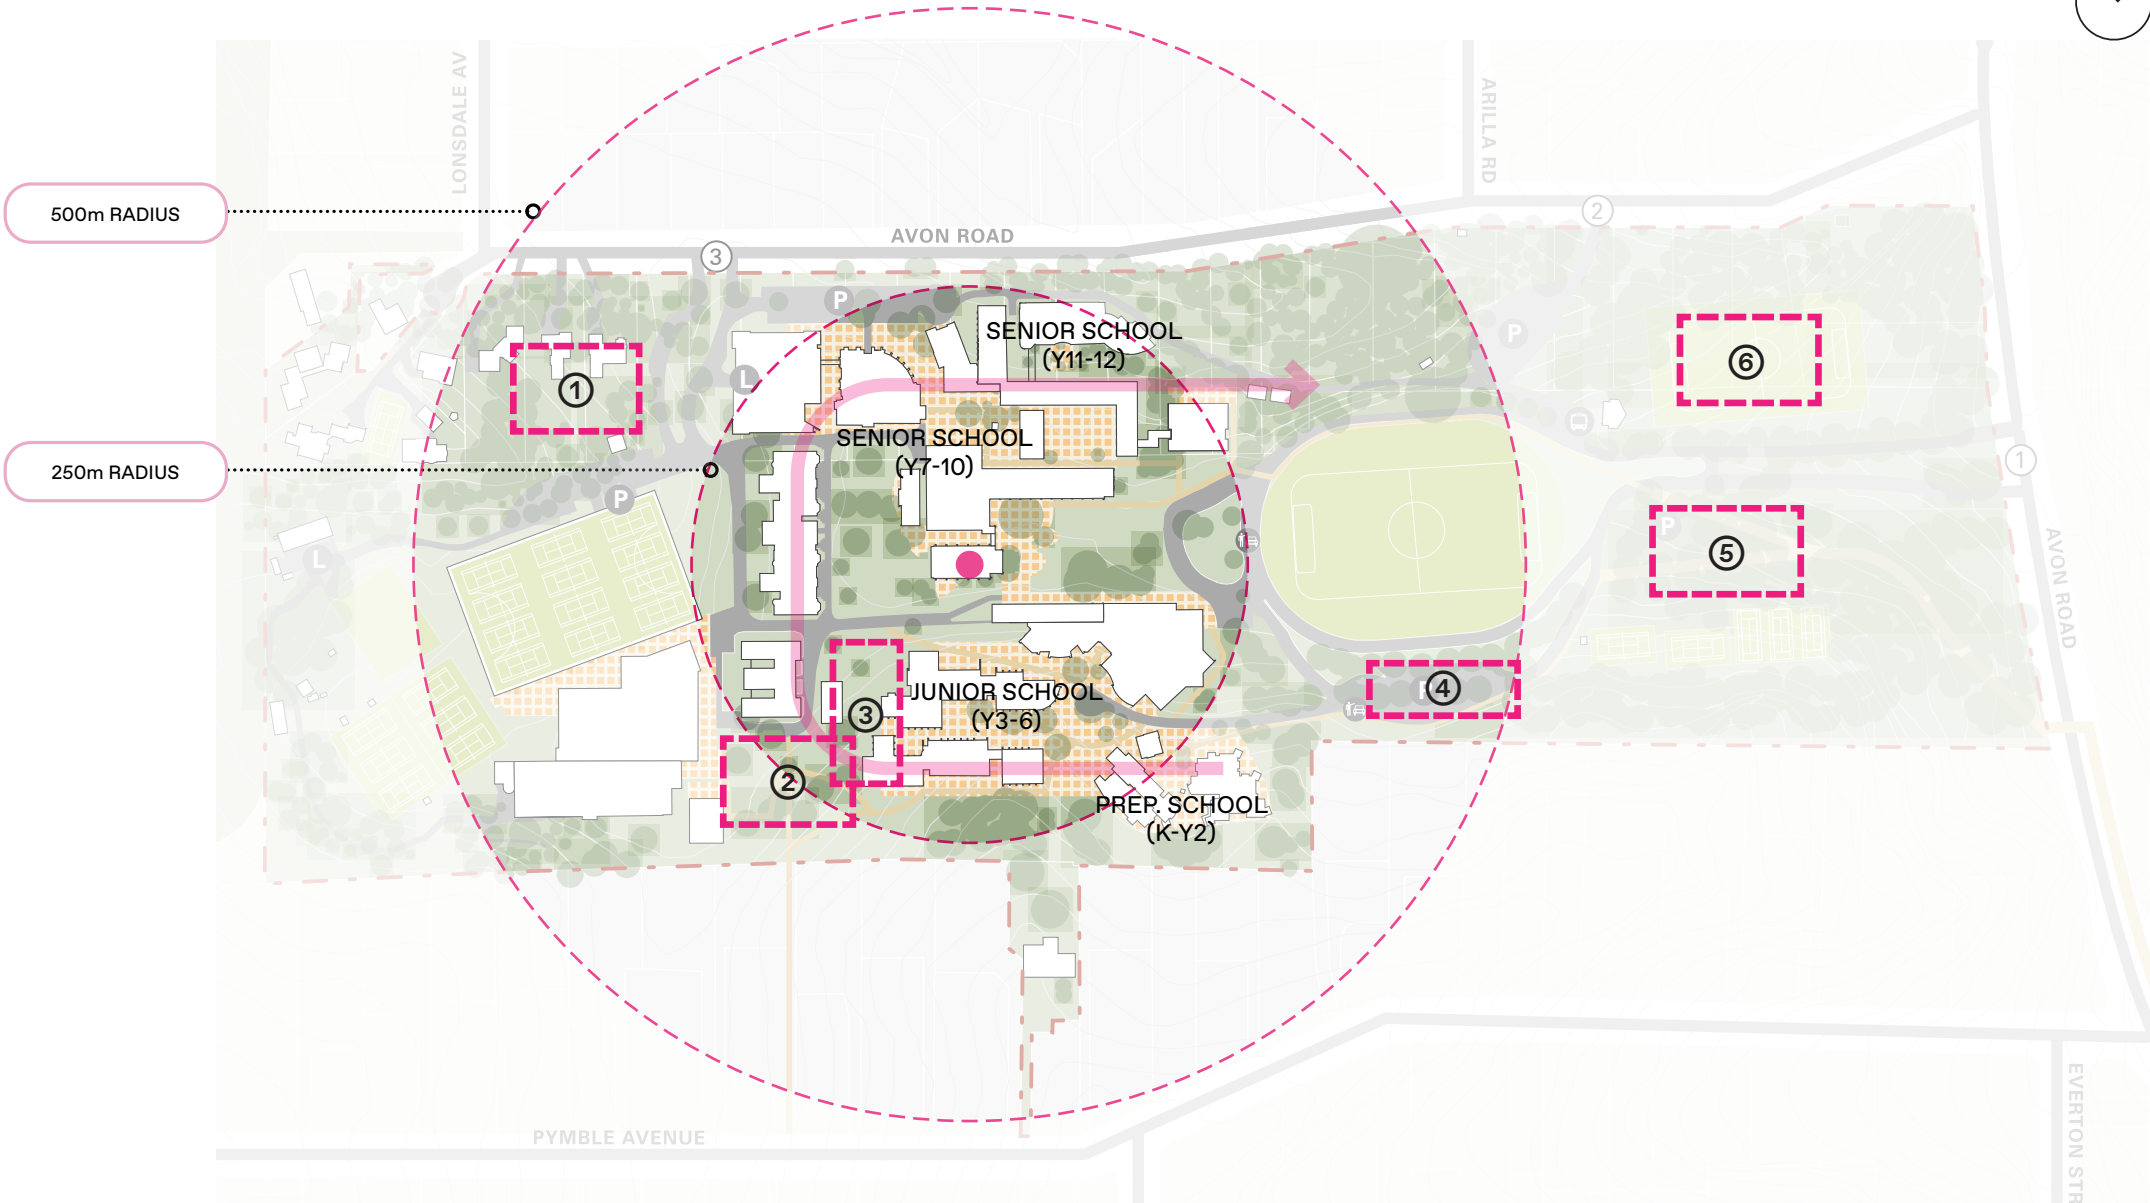 LONSDALE AV
ARILLA RD
500m RADIUS
2
AVON ROAD
3
P
SENIOR SCHOOL
(Y11-12)
P
6
L
1
SENIOR SCHOOL
(Y7-10)
250m RADIUS
1
P
P
5
L
AVON ROAD
JUNIOR SCHOOL
(Y3-6)
3
P
4
2
PREP. SCHOOL
(K-Y2)
PYMBLE AVENUE
EVERTON STR